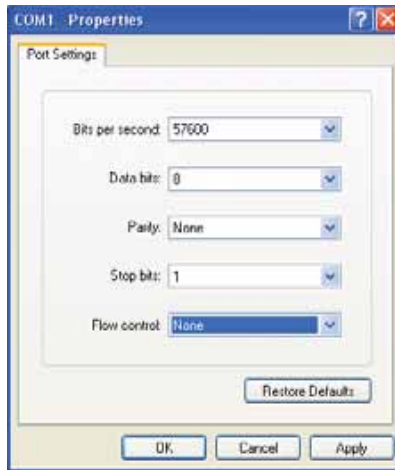 COM1 Properties
Port Settings
Bits per second: 57600
Data bits: 8
Parity: None
Stop bits: 1
Flow control: None
Restore Defaults
OK Cancel Apply